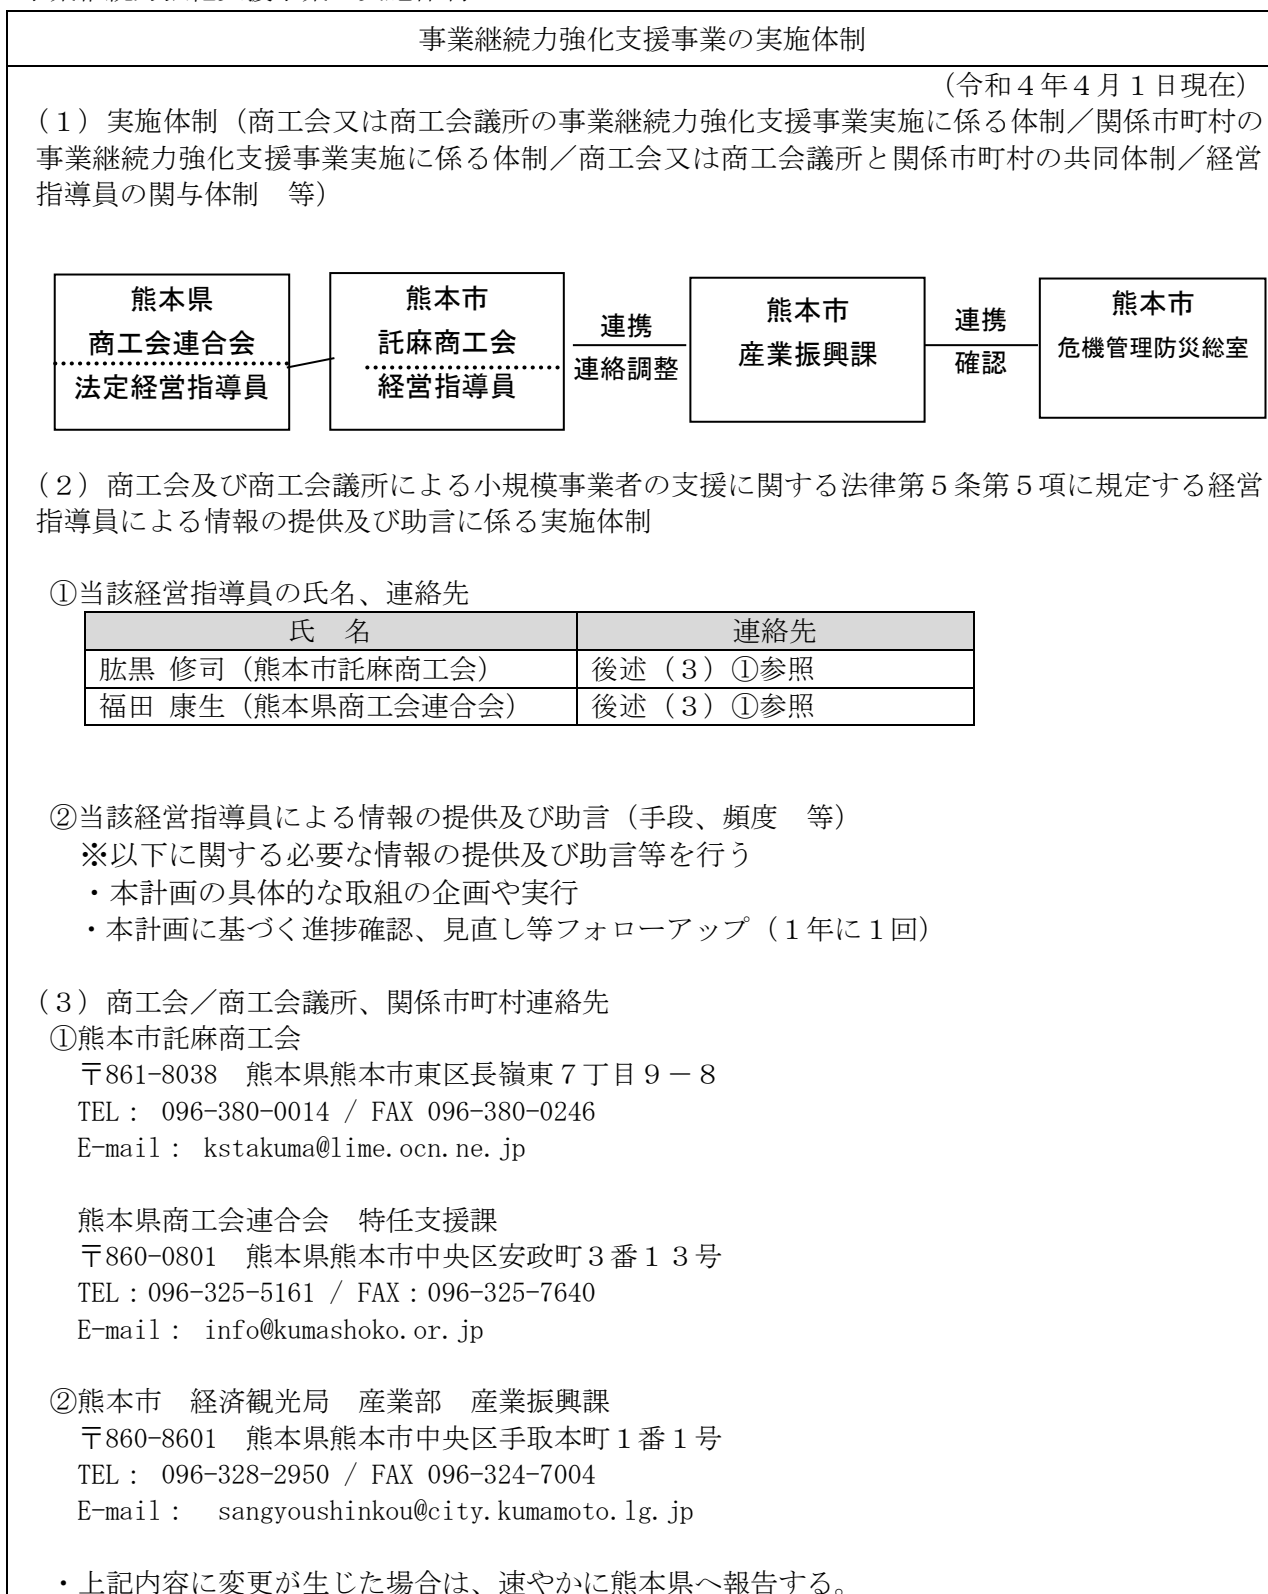 事業継続力強化支援事業の実施体制
（令和４年４月１日現在）
（１）実施体制（商工会又は商工会議所の事業継続力強化支援事業実施に係る体制／関係市町村の
事業継続力強化支援事業実施に係る体制／商工会又は商工会議所と関係市町村の共同体制／経営
指導員の関与体制　等）
熊本県
商工会連合会
法定経営指導員
熊本市
託麻商工会
経営指導員
連携
連絡調整
熊本市
産業振興課
連携
確認
熊本市
危機管理防災総室
（２）商工会及び商工会議所による小規模事業者の支援に関する法律第５条第５項に規定する経営
指導員による情報の提供及び助言に係る実施体制
①当該経営指導員の氏名、連絡先
氏　名　連絡先
肱黒 修司（熊本市託麻商工会）　後述（３）①参照
福田 康生（熊本県商工会連合会）　後述（３）①参照
②当該経営指導員による情報の提供及び助言（手段、頻度　等）
※以下に関する必要な情報の提供及び助言等を行う
・本計画の具体的な取組の企画や実行
・本計画に基づく進捗確認、見直し等フォローアップ（１年に１回）
（３）商工会／商工会議所、関係市町村連絡先
①熊本市託麻商工会
〒861-8038　熊本県熊本市東区長嶺東７丁目９－８
TEL： 096-380-0014 / FAX 096-380-0246
E-mail： kstakuma@lime.ocn.ne.jp
熊本県商工会連合会　特任支援課
〒860-0801　熊本県熊本市中央区安政町３番１３号
TEL：096-325-5161 / FAX：096-325-7640
E-mail： info@kumashoko.or.jp
②熊本市　経済観光局　産業部　産業振興課
〒860-8601　熊本県熊本市中央区手取本町１番１号
TEL： 096-328-2950 / FAX 096-324-7004
E-mail：　sangyoushinkou@city.kumamoto.lg.jp
・上記内容に変更が生じた場合は、速やかに熊本県へ報告する。